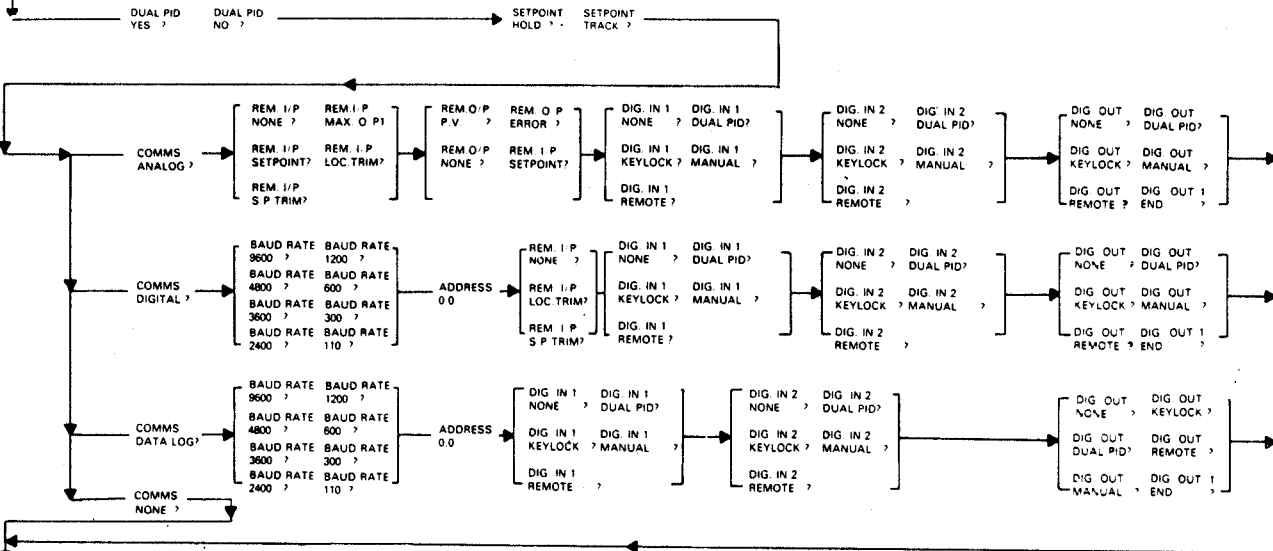 DUAL PID DUAL PID SETPOINT SETPOINT
YES ? NO ? HOLD ? TRACK ?
REM. I/P REM. I/P REM. O/P REM. O P DIG. IN 1 DIG. IN 1 DIG. IN 2 DIG. IN 2 DIG OUT DIG. OUT
NONE ? MAX. O P1 P.V. ? ERROR ? NONE ? DUAL PID? NONE ? DUAL PID? NONE ? DUAL PID?
COMMS
ANALOG ?
REM. I/P REM. I.P REM O/P REM. I.P DIG. IN 1 DIG. IN 1 DIG. IN 2 DIG. IN 2 DIG OUT DIG. OUT
SETPOINT? LOC.TRIM? NONE ? SETPOINT? KEYLOCK ? MANUAL ? KEYLOCK ? MANUAL ? KEYLOCK ? MANUAL ?
REM. I/P DIG. IN 1 DIG. IN 2 DIG. OUT DIG OUT 1
S.P TRIM? REMOTE ? REMOTE ? REMOTE ? END ?
BAUD RATE BAUD RATE REM. I P DIG. IN 1 DIG. IN 1 DIG. IN 2 DIG. IN 2 DIG OUT DIG OUT
9600 ? 1200 ? NONE ? NONE ? DUAL PID? NONE ? DUAL PID? NONE ? DUAL PID?
BAUD RATE BAUD RATE
4800 ? 600 ?
COMMS ADDRESS REM. I/P DIG. IN 1 DIG. IN 1 DIG. IN 2 DIG. IN 2 DIG OUT DIG OUT
DIGITAL ? 0.0 LOC.TRIM? KEYLOCK ? MANUAL ? KEYLOCK ? MANUAL ? KEYLOCK ? MANUAL ?
BAUD RATE BAUD RATE
3600 ? 300 ?
BAUD RATE BAUD RATE REM. I P DIG. IN 1 DIG. IN 2 DIG. OUT DIG OUT 1
2400 ? 110 ? S P TRIM? REMOTE ? REMOTE ? REMOTE ? END ?
BAUD RATE BAUD RATE DIG. IN 1 DIG. IN 1 DIG. IN 2 DIG. IN 2 DIG OUT DIG. OUT
9600 ? 1200 ? NONE ? DUAL PID? NONE ? DUAL PID? NONE ? KEYLOCK ?
BAUD RATE BAUD RATE
4800 ? 600 ?
COMMS ADDRESS DIG. IN 1 DIG. IN 1 DIG. IN 2 DIG. IN 2 DIG OUT DIG OUT
DATA LOG? 0.0 KEYLOCK ? MANUAL ? KEYLOCK ? MANUAL ? DUAL PID? REMOTE ?
BAUD RATE BAUD RATE
3600 ? 300 ?
BAUD RATE BAUD RATE DIG. IN 1 DIG. IN 2 DIG OUT DIG OUT 1
2400 ? 110 ? REMOTE ? REMOTE ? MANUAL ? END ?
COMMS
NONE ?